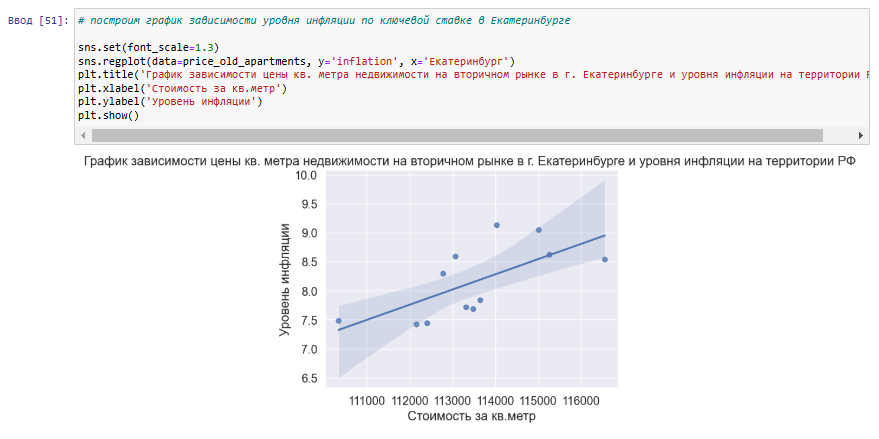 Ввод [51]:
# построим график зависимости уровня инфляции по ключевой ставке в Екатеринбурге
sns.set(font_scale=1.3)
sns.regplot(data=price_old_apartments, y='inflation', x='Екатеринбург')
plt.title('График зависимости цены кв. метра недвижимости на вторичном рынке в г. Екатеринбурге и уровня инфляции на территории Р
plt.xlabel('Стоимость за кв.метр')
plt.ylabel('Уровень инфляции')
plt.show()
График зависимости цены кв. метра недвижимости на вторичном рынке в г. Екатеринбурге и уровня инфляции на территории РФ
10.0
9.5
9.0
8.5
8.0
7.5
7.0
6.5
Уровень инфляции
111000 112000 113000 114000 115000 116000
Стоимость за кв.метр